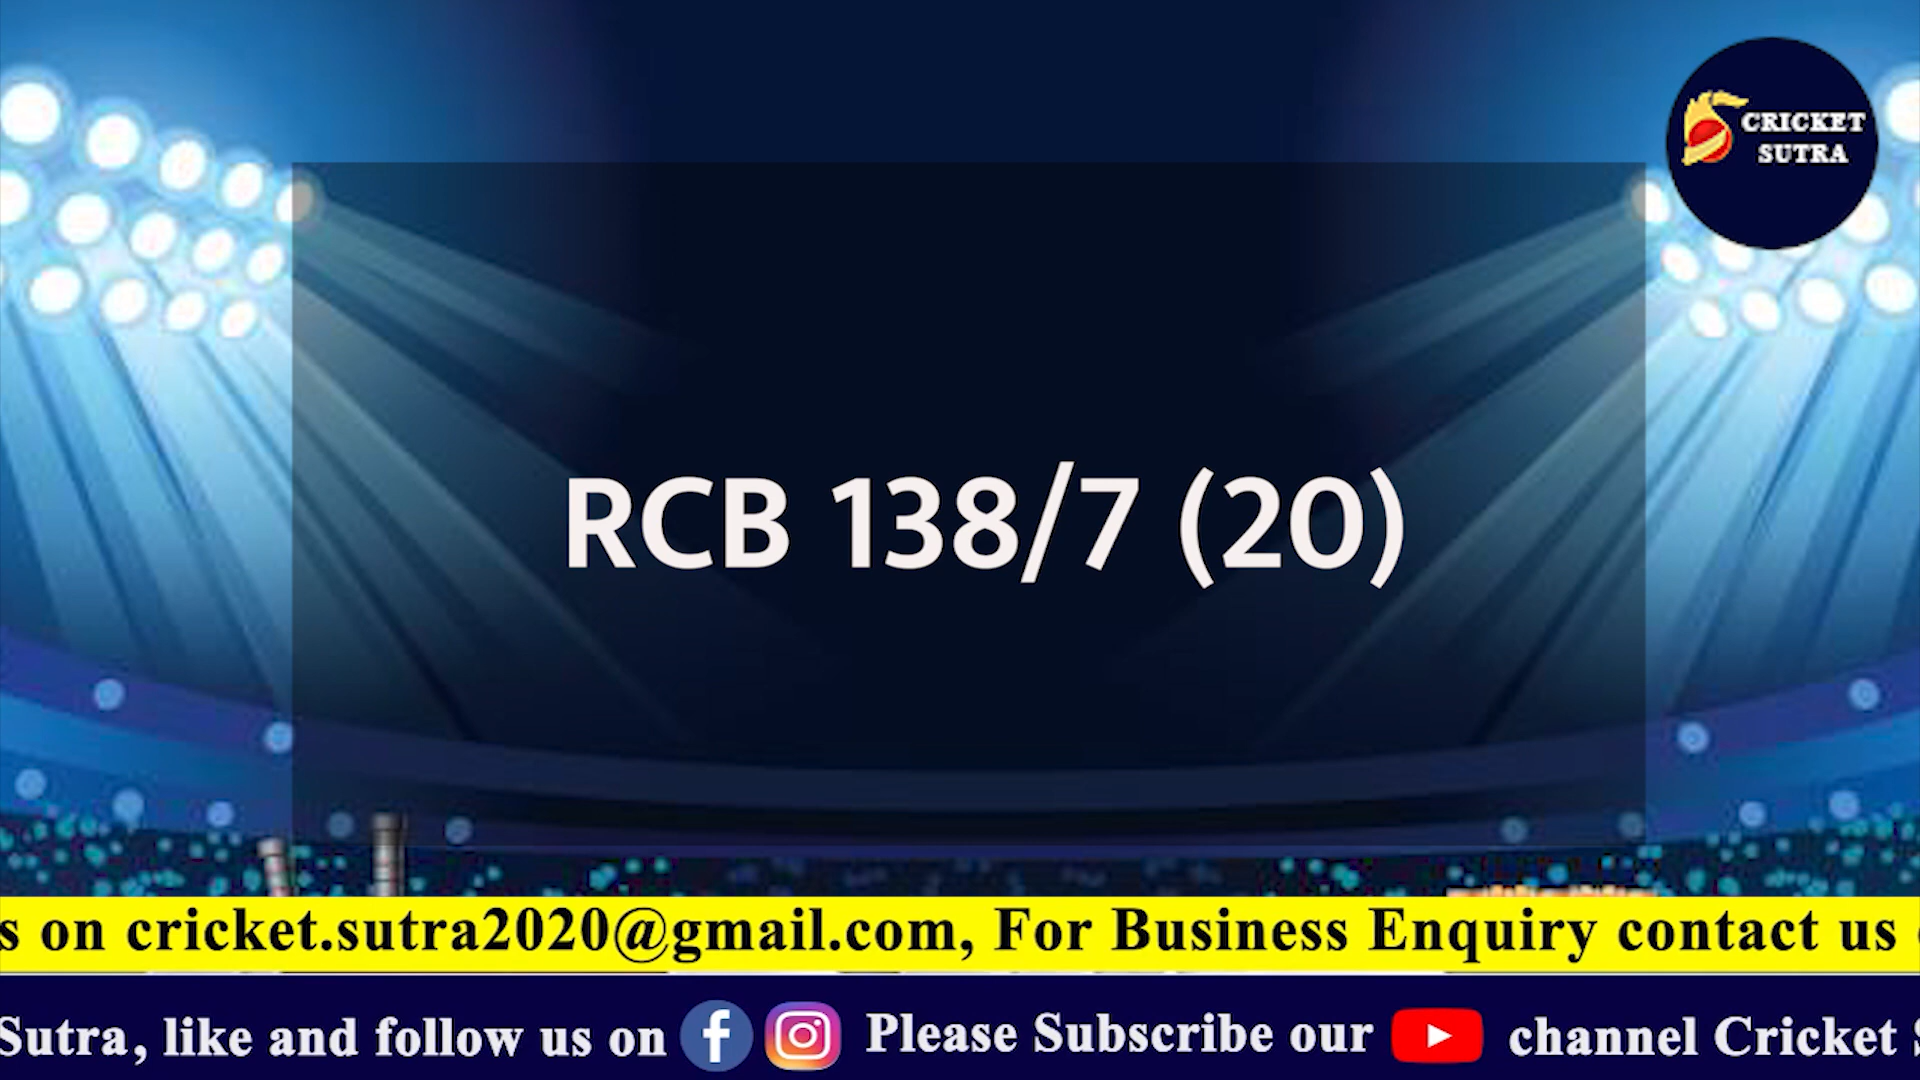 CRICKET
SUTRA
RCB 138/7 (20)
s on cricket.sutra2020@gmail.com, For Business Enquiry contact us
Sutra, like and follow us on Please Subscribe our channel Cricket